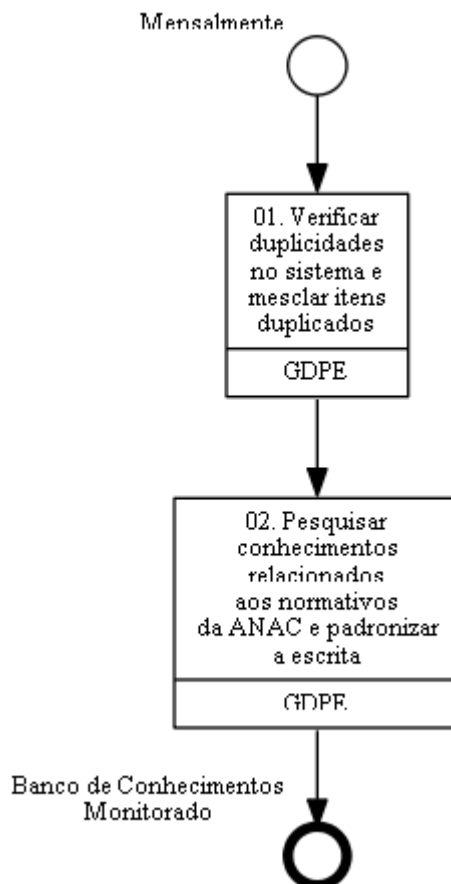 Mensalmente
01. Verificar
duplicidades
no sistema e
mesclar itens
duplicados
GDPE
02. Pesquisar
conhecimentos
relacionados
aos normativos
da ANAC e padronizar
a escrita
GDPE
Banco de Conhecimentos
Monitorado